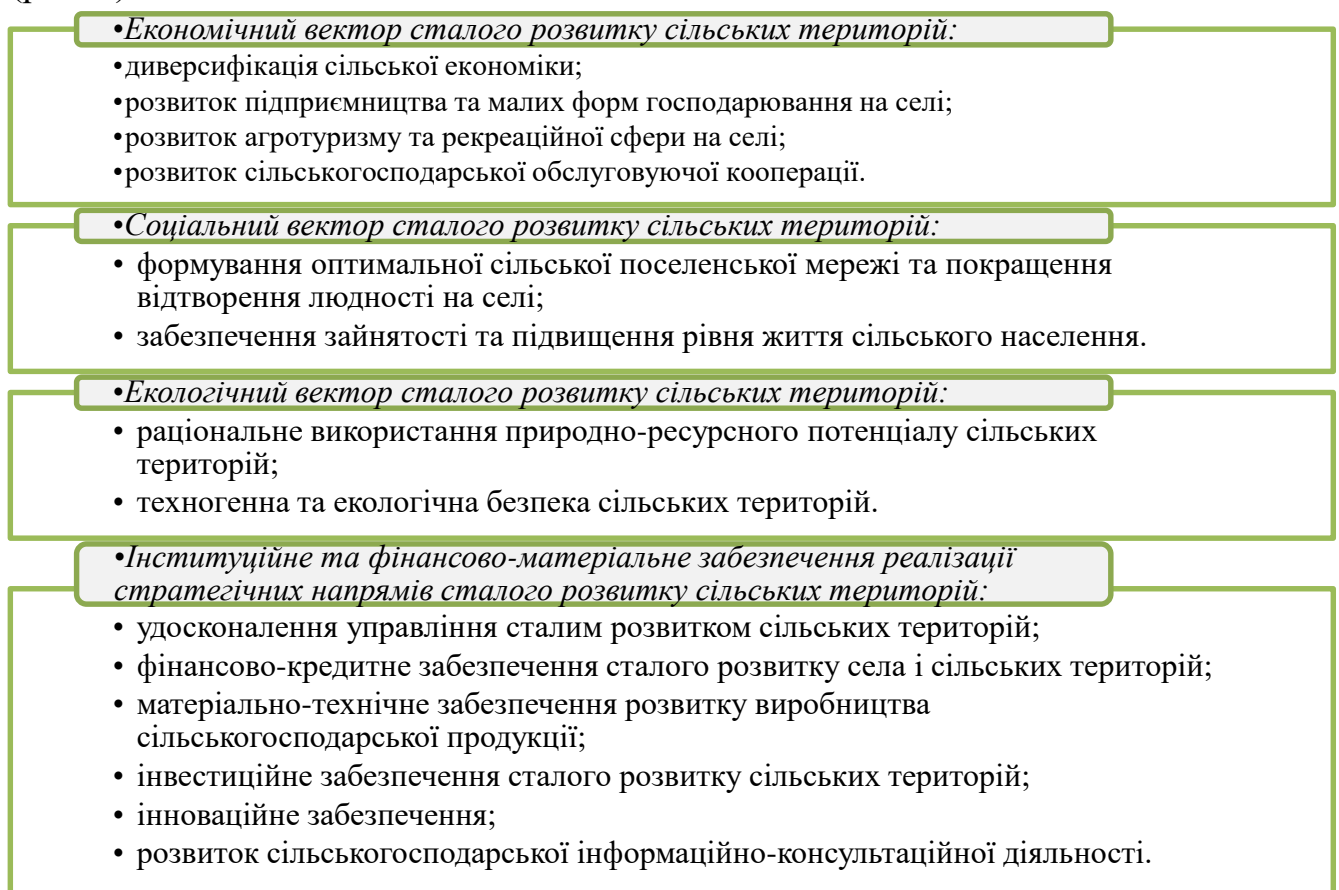 •Економічний вектор сталого розвитку сільських територій:
•диверсифікація сільської економіки;
•розвиток підприємництва та малих форм господарювання на селі;
•розвиток агротуризму та рекреаційної сфери на селі;
•розвиток сільськогосподарської обслуговуючої кооперації.
•Соціальний вектор сталого розвитку сільських територій:
• формування оптимальної сільської поселенської мережі та покращення
відтворення людності на селі;
• забезпечення зайнятості та підвищення рівня життя сільського населення.
•Екологічний вектор сталого розвитку сільських територій:
• раціональне використання природно-ресурсного потенціалу сільських
територій;
• техногенна та екологічна безпека сільських територій.
•Інституційне та фінансово-матеріальне забезпечення реалізації
стратегічних напрямів сталого розвитку сільських територій:
• удосконалення управління сталим розвитком сільських територій;
• фінансово-кредитне забезпечення сталого розвитку села і сільських територій;
• матеріально-технічне забезпечення розвитку виробництва
сільськогосподарської продукції;
• інвестиційне забезпечення сталого розвитку сільських територій;
• інноваційне забезпечення;
• розвиток сільськогосподарської інформаційно-консультаційної діяльності.